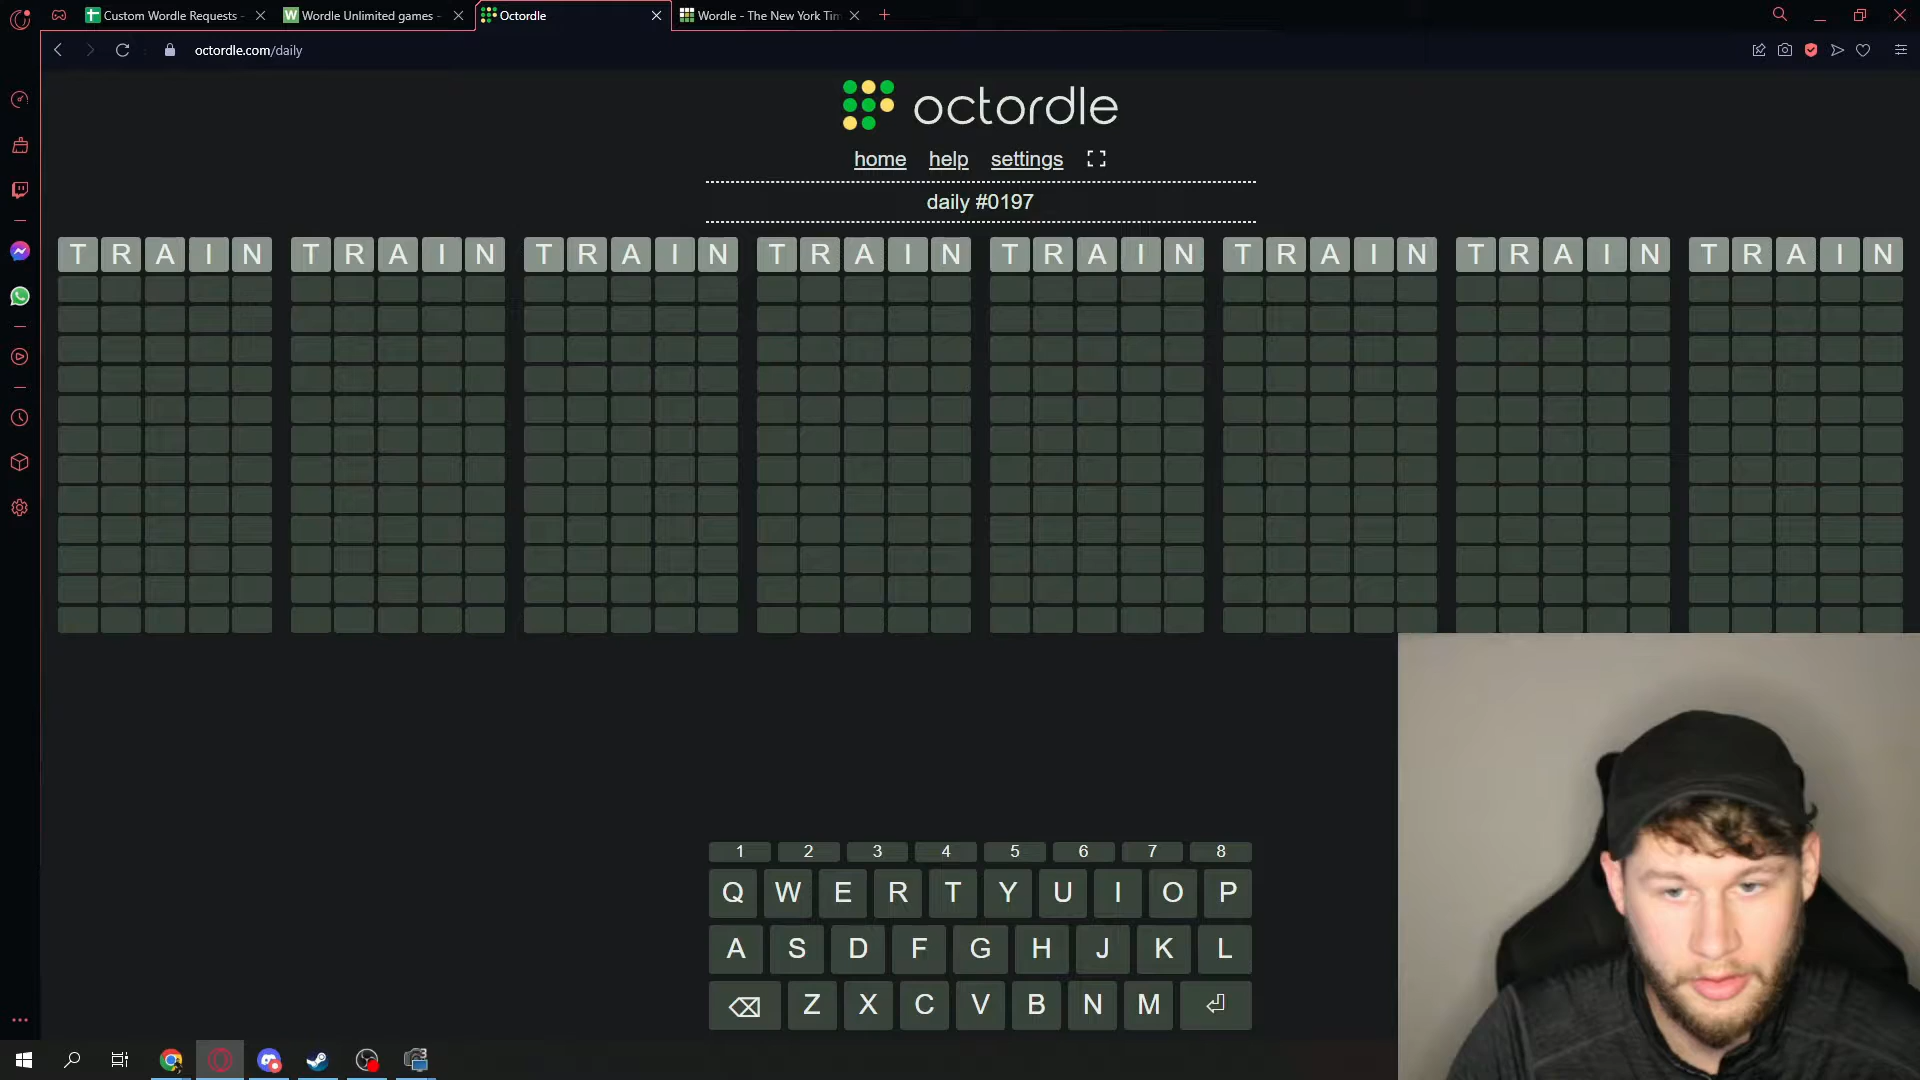 Custom Wordle Requests -
Wordle Unlimited games -
Octordle
Wordle - The New York Tim
octordle.com/daily
octordle
home help settings
daily #0197
T R A I N T R A I N T R A I N T R A I N T R A I N T R A I N T R A I N T R A I N
1 2 3 4 5 6 7 8
Q W E R T Y U I O P
A S D F G H J K L
Z X C V B N M